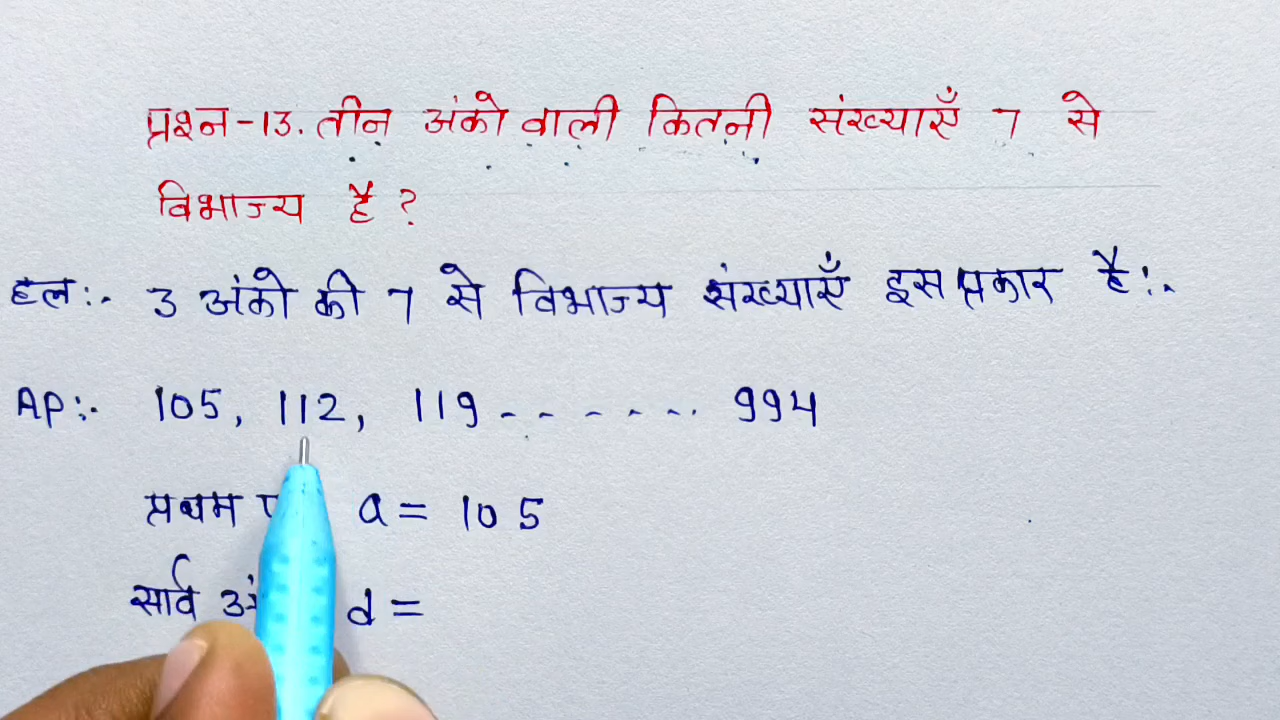 प्रश्न-13. तीन अंको वाली कितनी संख्याएँ 7 से
विभाज्य है ?
हल:- 3 अंको की 7 से विभाज्य संख्याएँ इस प्रकार है:-
AP:- 105, 112, 119 - - - - - - - 994
प्रथम a = 105
सार्व d =